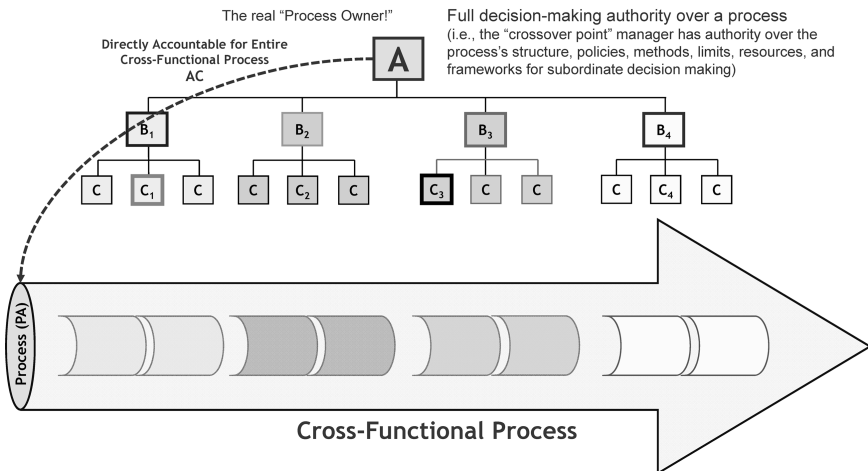 The real “Process Owner!”
Full decision-making authority over a process
(i.e., the “crossover point” manager has authority over the
process’s structure, policies, methods, limits, resources, and
frameworks for subordinate decision making)
Directly Accountable for Entire
Cross-Functional Process
AC
A
B1 B2 B3 B4
C C1 C C C2 C C3 C C C C4 C
Process (PA)
Cross-Functional Process